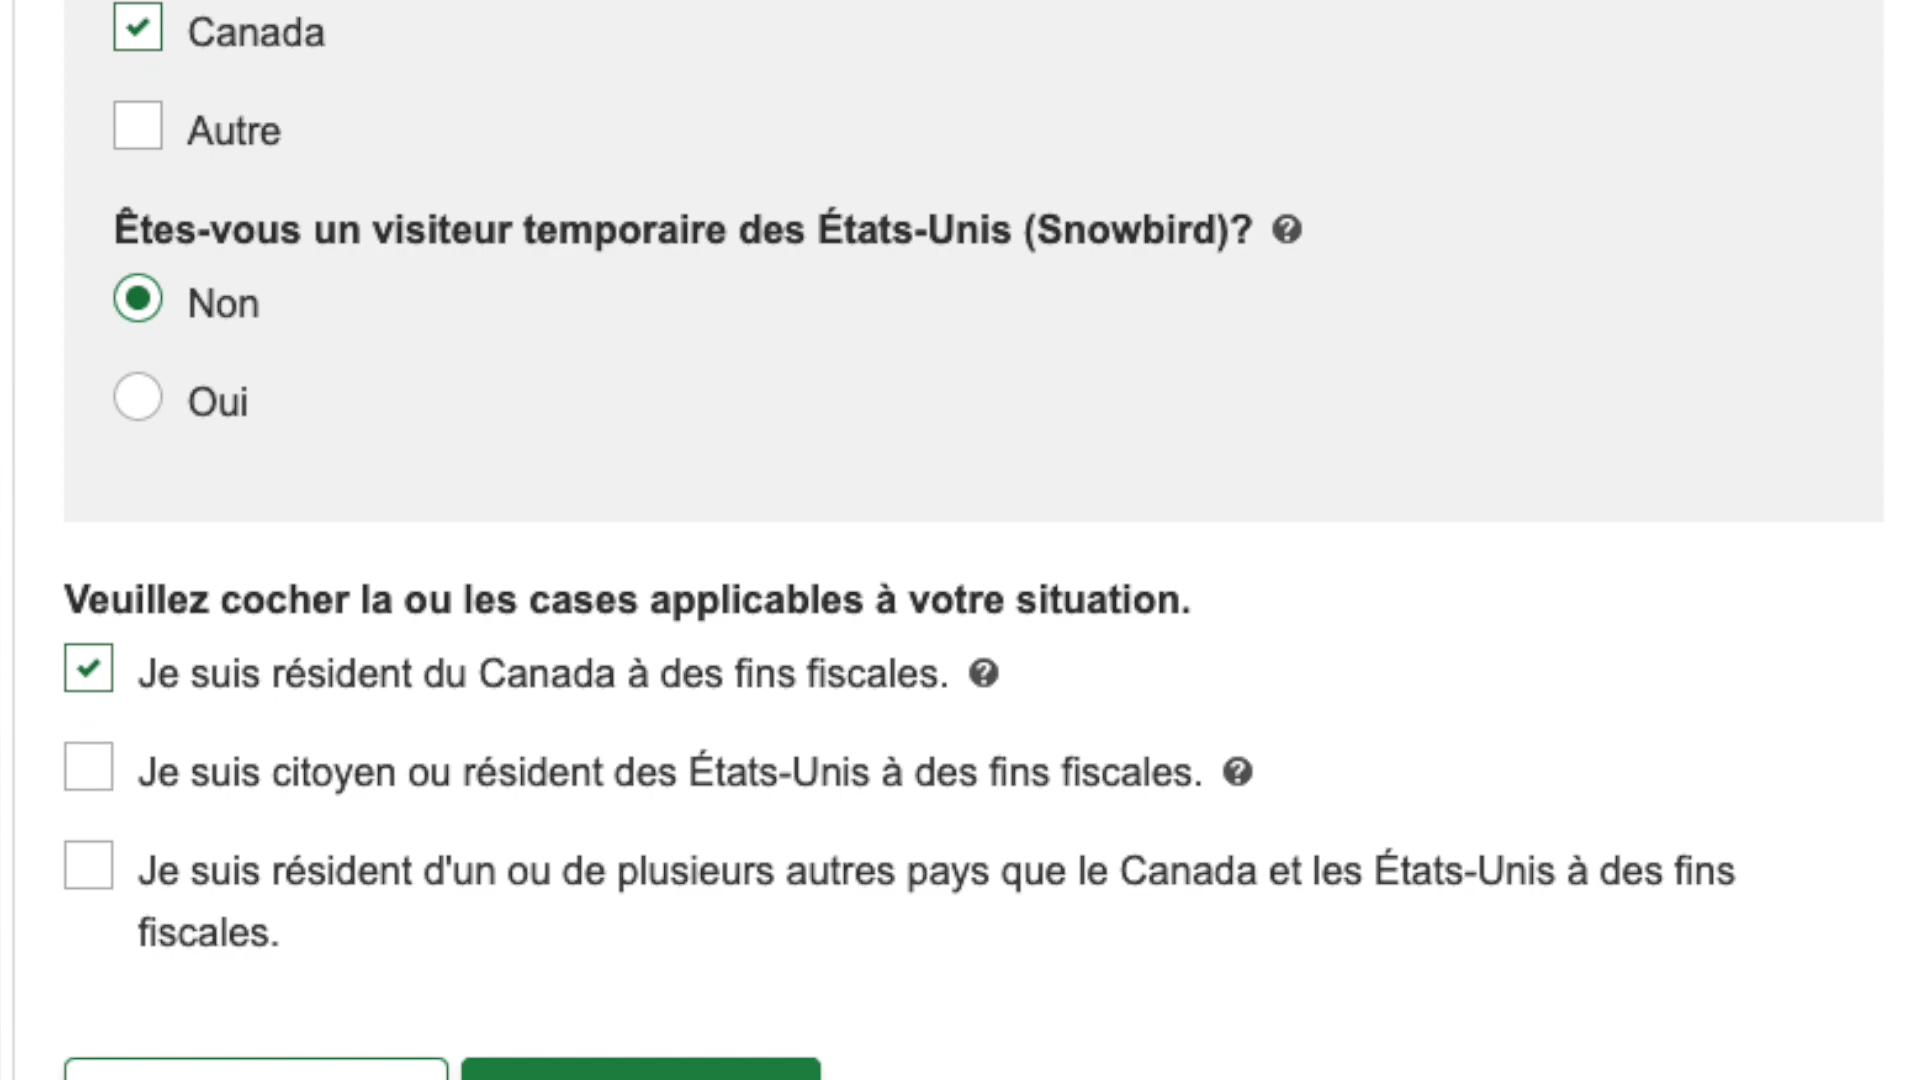 Canada
Autre
Êtes-vous un visiteur temporaire des États-Unis (Snowbird)? ?
Non
Oui
Veuillez cocher la ou les cases applicables à votre situation.
Je suis résident du Canada à des fins fiscales. ?
Je suis citoyen ou résident des États-Unis à des fins fiscales. ?
Je suis résident d'un ou de plusieurs autres pays que le Canada et les États-Unis à des fins
fiscales.